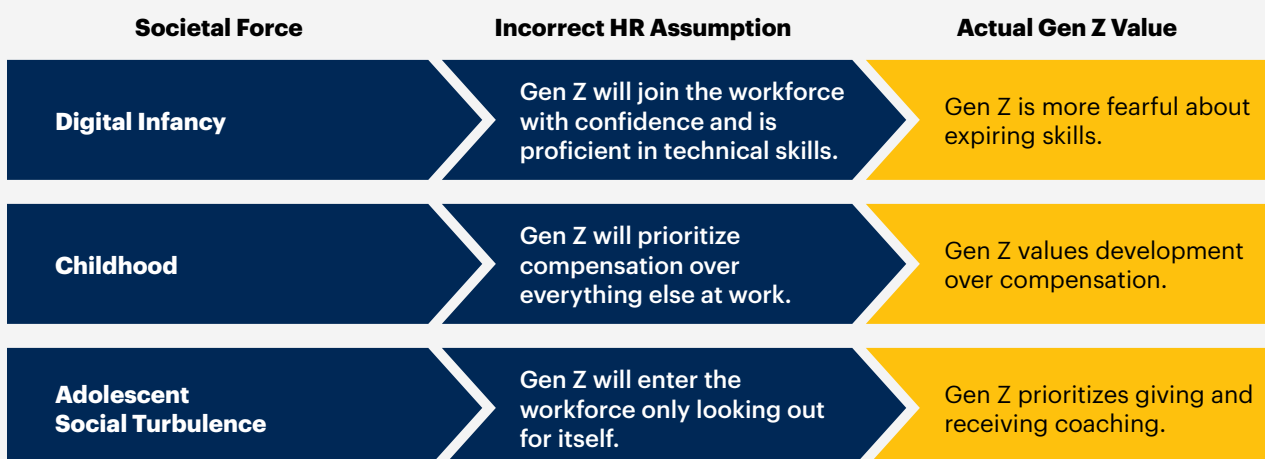 Societal Force
Incorrect HR Assumption
Actual Gen Z Value
Digital Infancy
Gen Z will join the workforce
with confidence and is
proficient in technical skills.
Gen Z is more fearful about
expiring skills.
Childhood
Gen Z will prioritize
compensation over
everything else at work.
Gen Z values development
over compensation.
Adolescent
Social Turbulence
Gen Z will enter the
workforce only looking out
for itself.
Gen Z prioritizes giving and
receiving coaching.